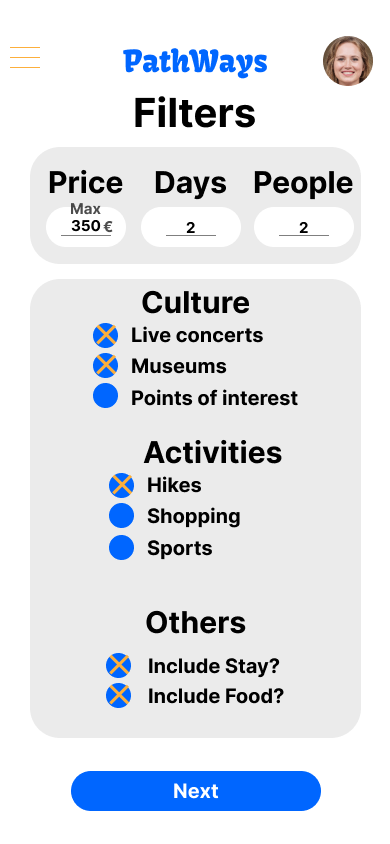 PathWays
Filters
Price Days People
Max
350 € 2 2
Culture
Live concerts
Museums
Points of interest
Activities
Hikes
Shopping
Sports
Others
Include Stay?
Include Food?
Next